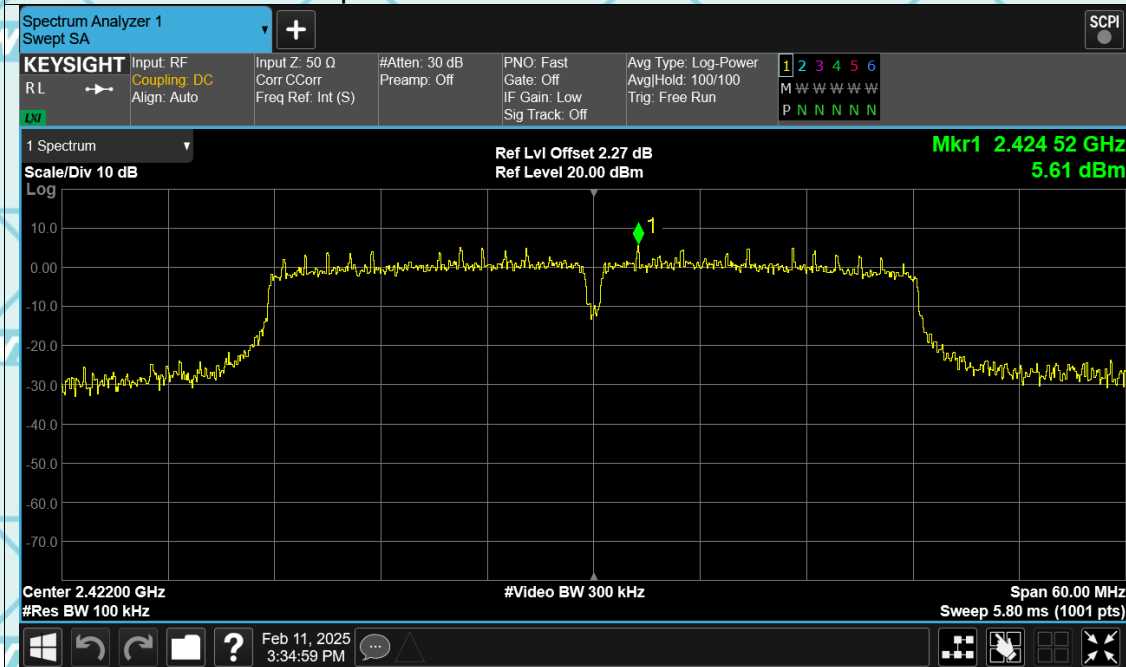 Spectrum Analyzer 1
Swept SA
SCPI
KEYSIGHT
R L
LXI
Input: RF
Coupling: DC
Align: Auto
Input Z: 50 Ω
Corr CCorr
Freq Ref: Int (S)
#Atten: 30 dB
Preamp: Off
PNO: Fast
Gate: Off
IF Gain: Low
Sig Track: Off
Avg Type: Log-Power
Avg|Hold: 100/100
Trig: Free Run
1 2 3 4 5 6
M W W W W W
P N N N N N
1 Spectrum
Scale/Div 10 dB
Ref Lvl Offset 2.27 dB
Ref Level 20.00 dBm
Mkr1 2.424 52 GHz
5.61 dBm
Log
1
10.0
0.00
-10.0
-20.0
-30.0
-40.0
-50.0
-60.0
-70.0
Center 2.42200 GHz
#Video BW 300 kHz
Span 60.00 MHz
#Res BW 100 kHz
Sweep 5.80 ms (1001 pts)
?
Feb 11, 2025
3:34:59 PM